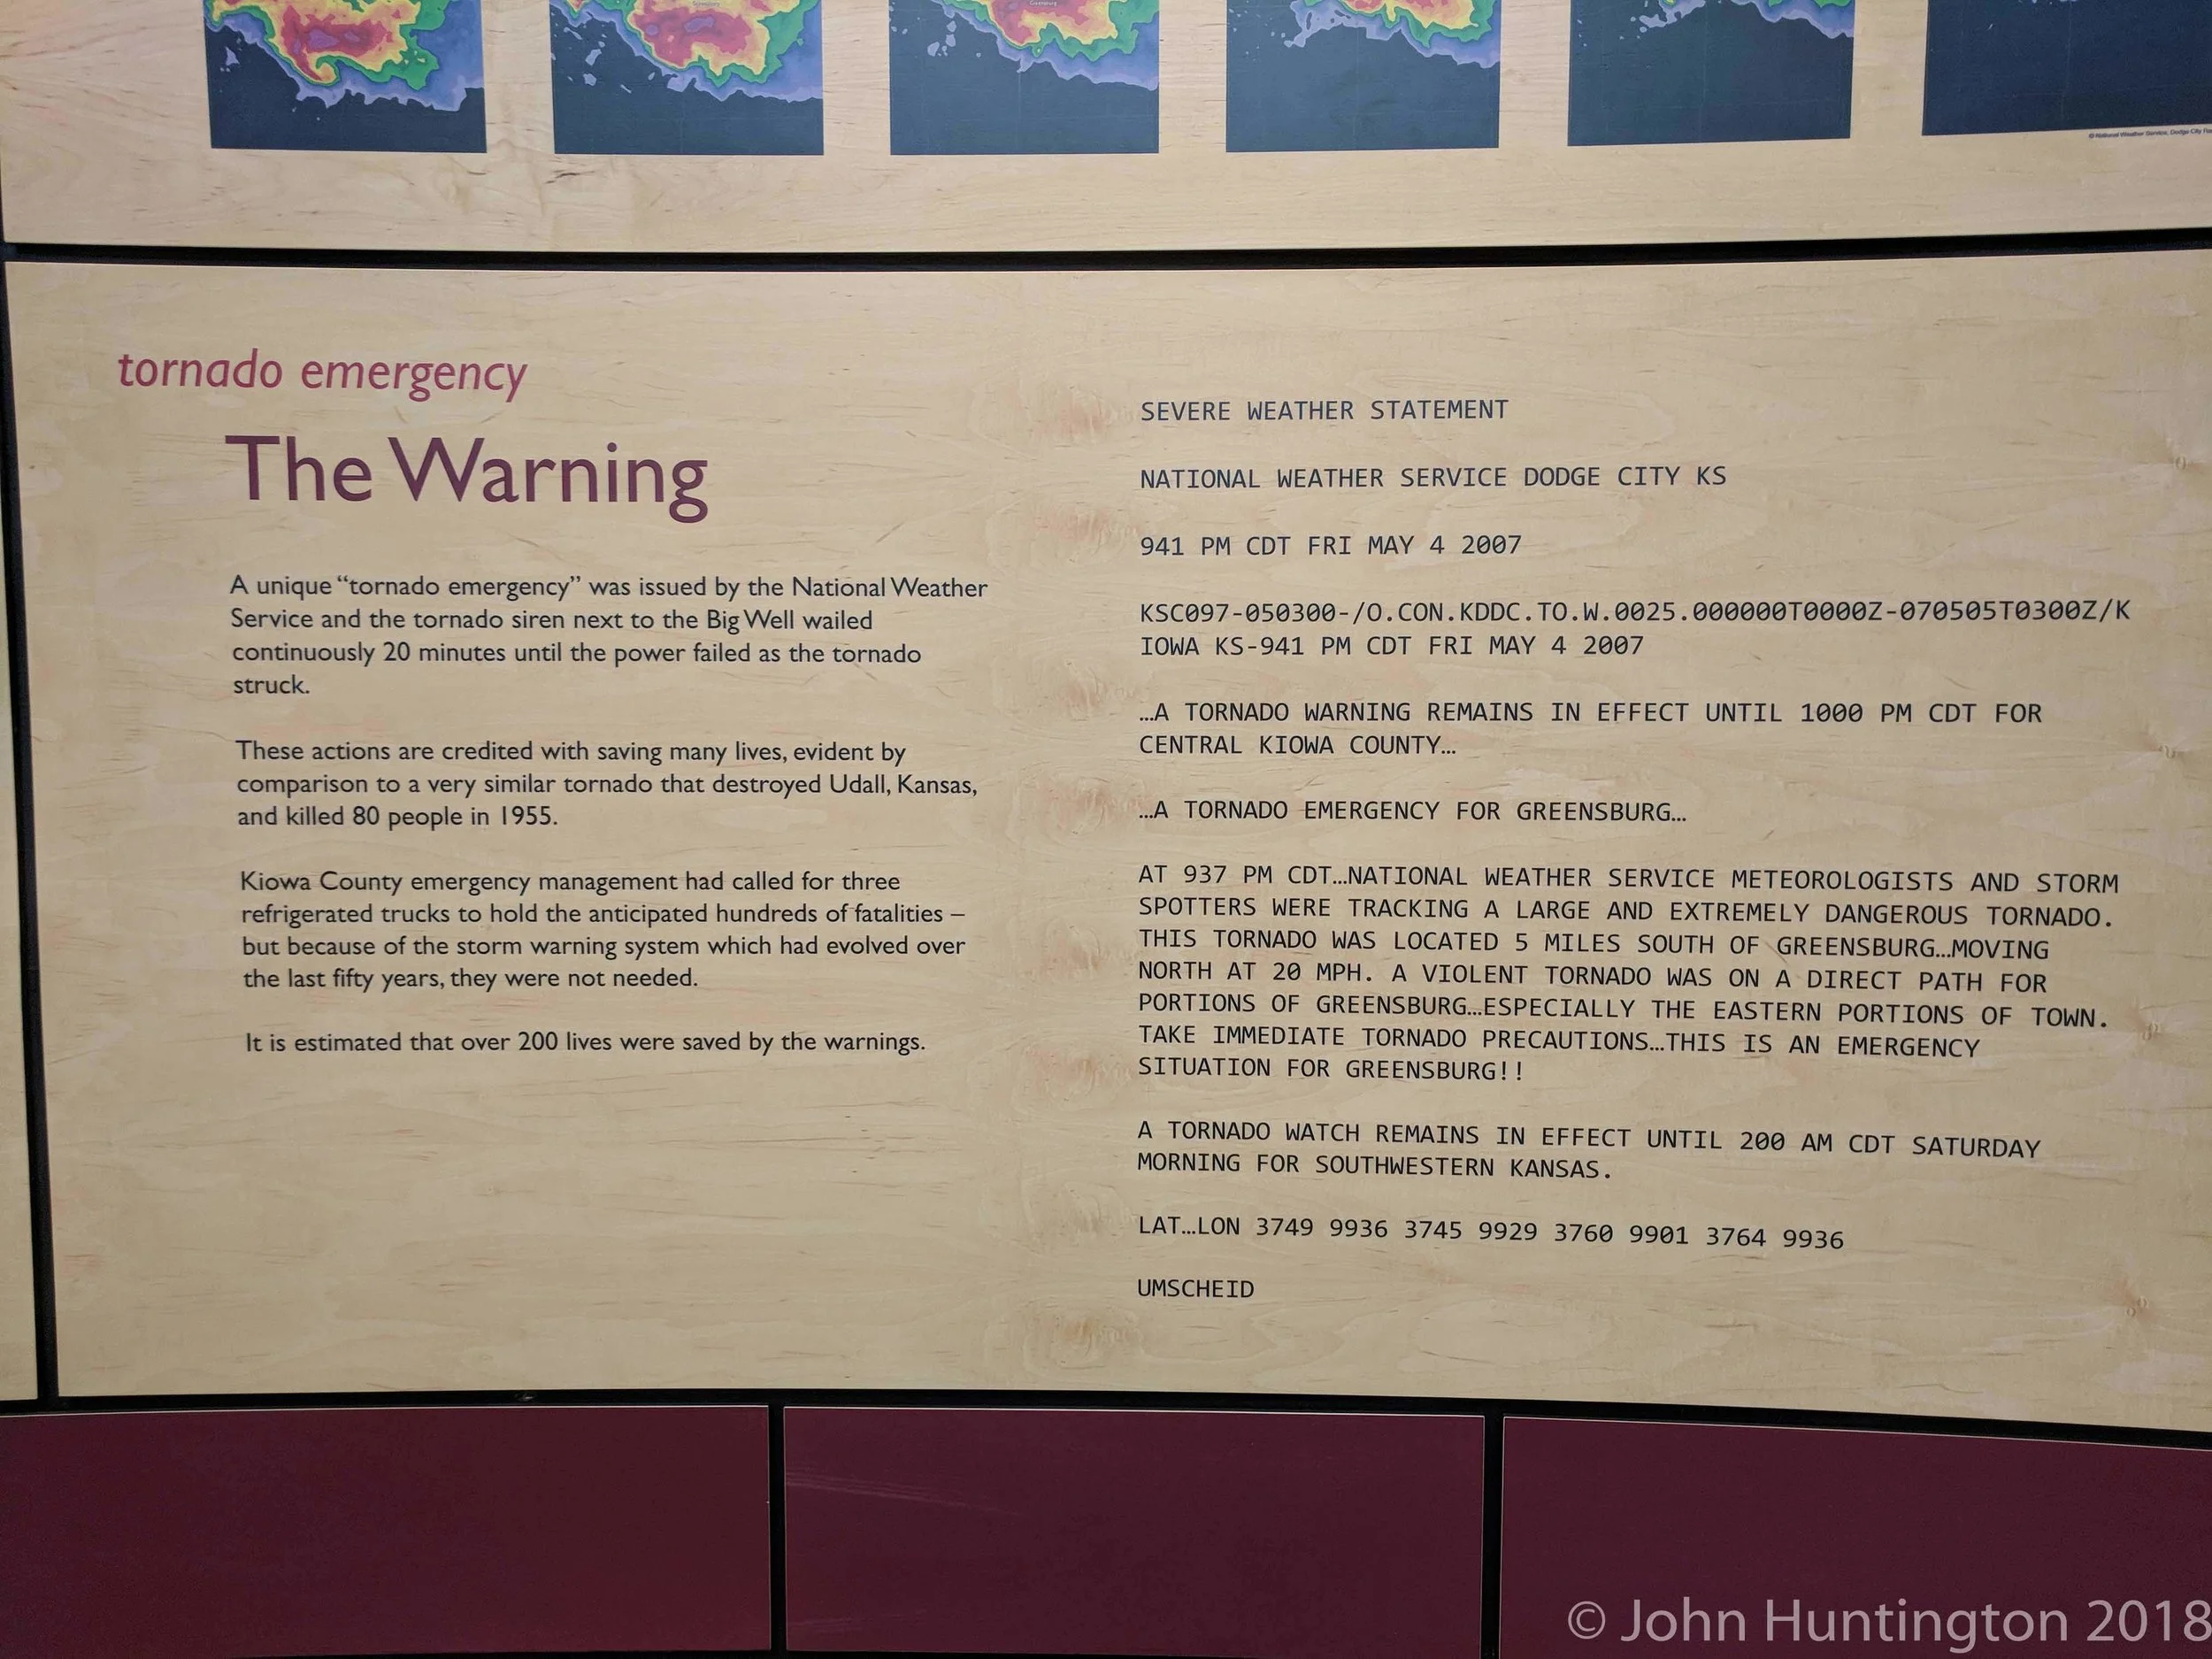 © National Weather Service, Dodge City
tornado emergency
The Warning
A unique “tornado emergency” was issued by the National Weather
Service and the tornado siren next to the Big Well wailed
continuously 20 minutes until the power failed as the tornado
struck.
These actions are credited with saving many lives, evident by
comparison to a very similar tornado that destroyed Udall, Kansas,
and killed 80 people in 1955.
Kiowa County emergency management had called for three
refrigerated trucks to hold the anticipated hundreds of fatalities –
but because of the storm warning system which had evolved over
the last fifty years, they were not needed.
It is estimated that over 200 lives were saved by the warnings.
SEVERE WEATHER STATEMENT
NATIONAL WEATHER SERVICE DODGE CITY KS
941 PM CDT FRI MAY 4 2007
KSC097-050300-/O.CON.KDDC.TO.W.0025.000000T0000Z-070505T0300Z/K
IOWA KS-941 PM CDT FRI MAY 4 2007
…A TORNADO WARNING REMAINS IN EFFECT UNTIL 1000 PM CDT FOR
CENTRAL KIOWA COUNTY…
…A TORNADO EMERGENCY FOR GREENSBURG…
AT 937 PM CDT…NATIONAL WEATHER SERVICE METEOROLOGISTS AND STORM
SPOTTERS WERE TRACKING A LARGE AND EXTREMELY DANGEROUS TORNADO.
THIS TORNADO WAS LOCATED 5 MILES SOUTH OF GREENSBURG…MOVING
NORTH AT 20 MPH. A VIOLENT TORNADO WAS ON A DIRECT PATH FOR
PORTIONS OF GREENSBURG…ESPECIALLY THE EASTERN PORTIONS OF TOWN.
TAKE IMMEDIATE TORNADO PRECAUTIONS…THIS IS AN EMERGENCY
SITUATION FOR GREENSBURG!!
A TORNADO WATCH REMAINS IN EFFECT UNTIL 200 AM CDT SATURDAY
MORNING FOR SOUTHWESTERN KANSAS.
LAT…LON 3749 9936 3745 9929 3760 9901 3764 9936
UMSCHEID
© John Huntington 2018